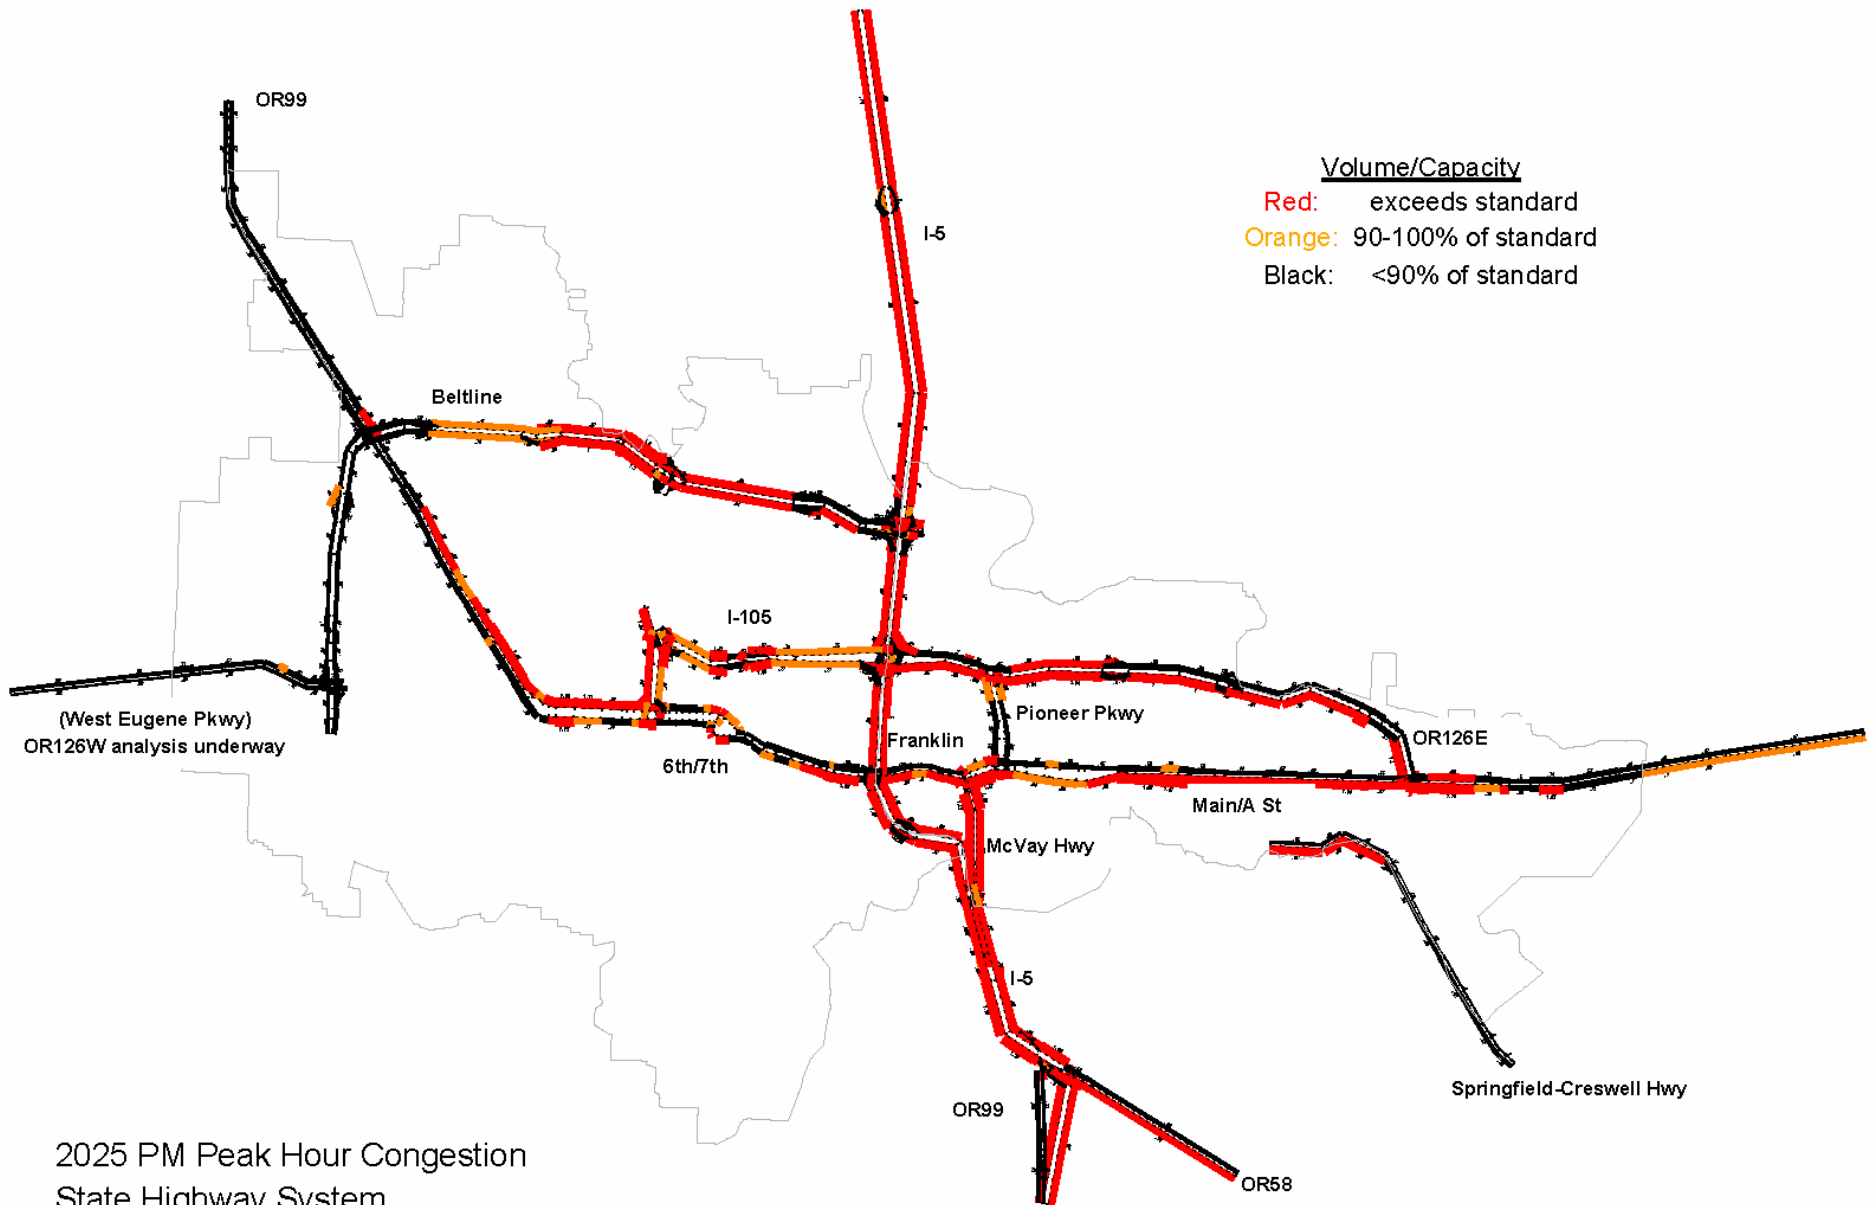 OR99
I-5
Volume/Capacity
Red: exceeds standard
Orange: 90-100% of standard
Black: <90% of standard
Beltline
I-105
(West Eugene Pkwy)
OR126W analysis underway
Pioneer Pkwy
Franklin
OR126E
6th/7th
Main/A St
McVay Hwy
I-5
Springfield-Creswell Hwy
OR99
OR58
2025 PM Peak Hour Congestion
State Highway System